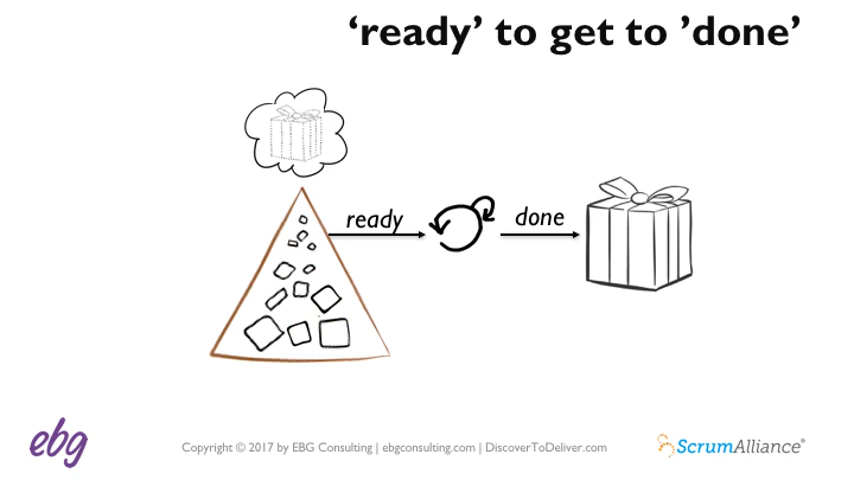 ‘ready’ to get to ’done’
ready
done
ebg
Copyright © 2017 by EBG Consulting | ebgconsulting.com | DiscoverToDeliver.com
ScrumAlliance®